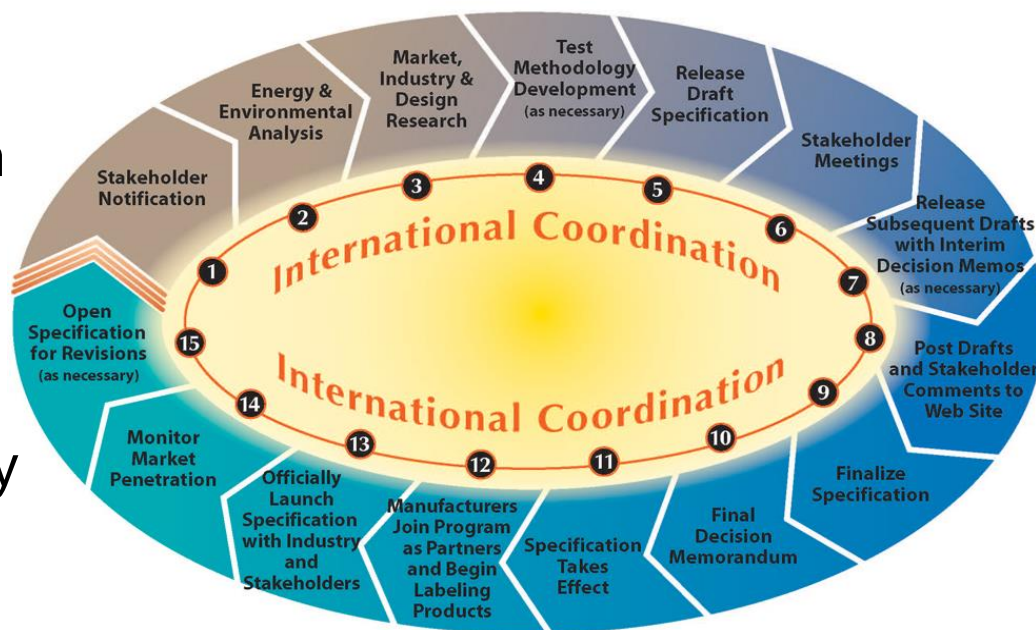 Stakeholder
Notification
Energy &
Environmental
Analysis
Market,
Industry &
Design
Research
Test
Methodology
Development
(as necessary)
Release
Draft
Specification
Stakeholder
Meetings
Release
Subsequent Drafts
with Interim
Decision Memos
(as necessary)
Post Drafts
and Stakeholder
Comments to
Web Site
Finalize
Specification
Final
Decision
Memorandum
Specification
Takes
Effect
Manufacturers
Join Program
as Partners
and Begin
Labeling
Products
Officially
Launch
Specification
with Industry
and
Stakeholders
Monitor
Market
Penetration
Open
Specification
for Revisions
(as necessary)
1
2
3
4
5
6
7
8
9
10
11
12
13
14
15
International Coordination
International Coordination
n
y